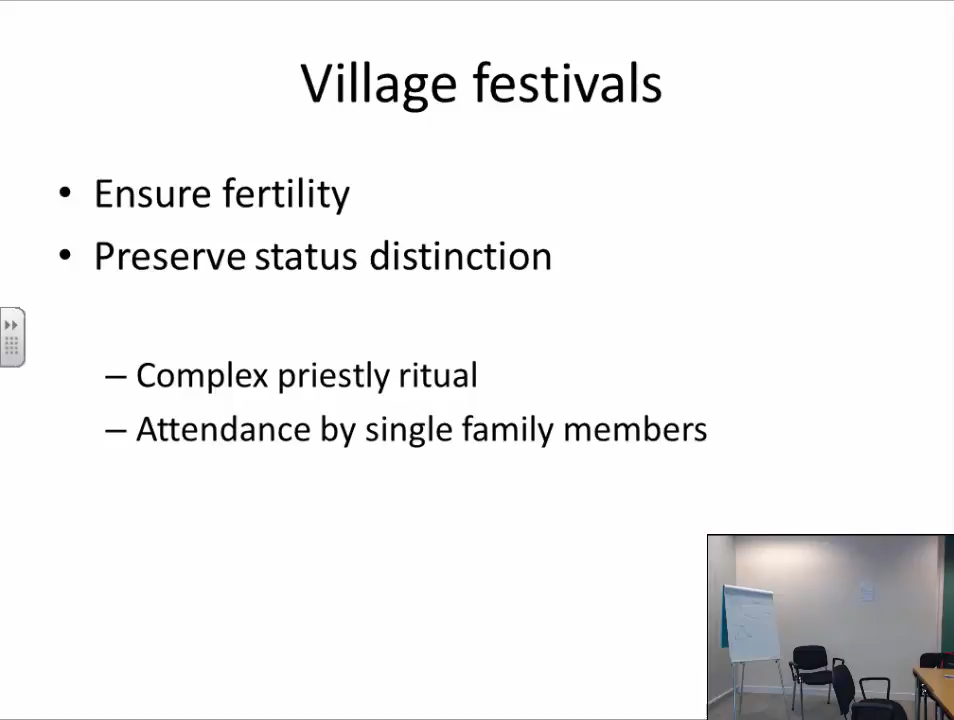 Village festivals
• Ensure fertility
• Preserve status distinction
– Complex priestly ritual
– Attendance by single family members